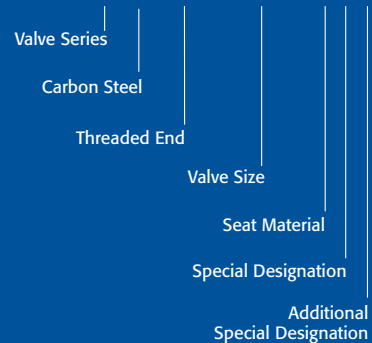 Valve Series
Carbon Steel
Threaded End
Valve Size
Seat Material
Special Designation
Additional
Special Designation